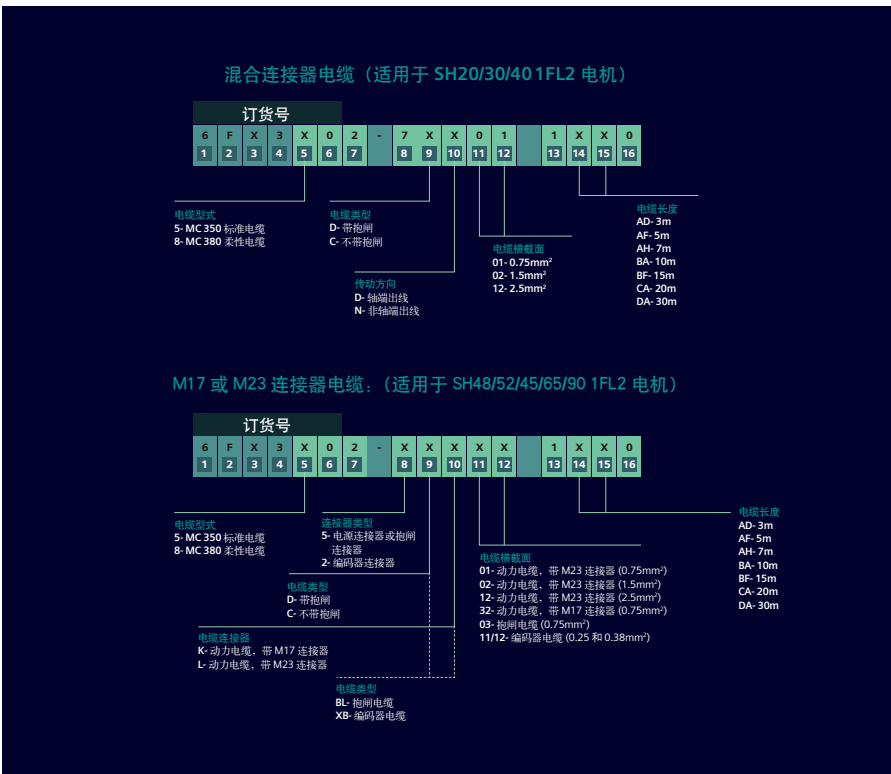 混合连接器电缆（适用于 SH20/30/40 1FL2 电机）
订货号
6 F X 3 X 0 2 - 7 X X 0 1 1 X X 0
1 2 3 4 5 6 7 8 9 10 11 12 13 14 15 16
电缆型式
5- MC 350 标准电缆
8- MC 380 柔性电缆
电缆类型
D- 带抱闸
C- 不带抱闸
传动方向
D- 轴端出线
N- 非轴端出线
电缆横截面
01- 0.75mm²
02- 1.5mm²
12- 2.5mm²
电缆长度
AD- 3m
AF- 5m
AH- 7m
BA- 10m
BF- 15m
CA- 20m
DA- 30m
M17 或 M23 连接器电缆：（适用于 SH48/52/45/65/90 1FL2 电机）
订货号
6 F X 3 X 0 2 - X X X X X 1 X X 0
1 2 3 4 5 6 7 8 9 10 11 12 13 14 15 16
电缆型式
5- MC 350 标准电缆
8- MC 380 柔性电缆
连接器类型
5- 电源连接器或抱闸
连接器
2- 编码器连接器
电缆类型
D- 带抱闸
C- 不带抱闸
电缆连接器
K- 动力电缆，带 M17 连接器
L- 动力电缆，带 M23 连接器
电缆类型
BL- 抱闸电缆
XB- 编码器电缆
电缆横截面
01- 动力电缆，带 M23 连接器 (0.75mm²)
02- 动力电缆，带 M23 连接器 (1.5mm²)
12- 动力电缆，带 M23 连接器 (2.5mm²)
32- 动力电缆，带 M17 连接器 (0.75mm²)
03- 抱闸电缆 (0.75mm²)
11/12- 编码器电缆 (0.25 和 0.38mm²)
电缆长度
AD- 3m
AF- 5m
AH- 7m
BA- 10m
BF- 15m
CA- 20m
DA- 30m